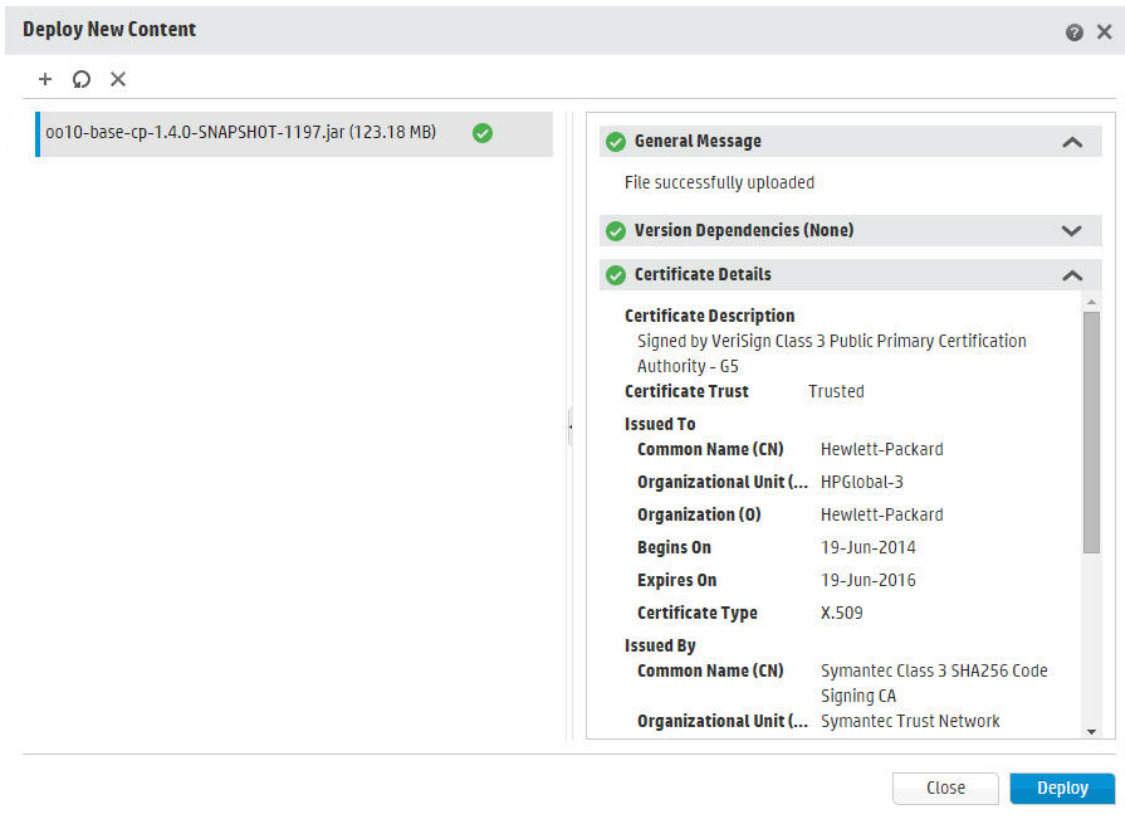 Deploy New Content
oo10-base-cp-1.4.0-SNAPSHOT-1197.jar (123.18 MB)
General Message
File successfully uploaded
Version Dependencies (None)
Certificate Details
Certificate Description
Signed by VeriSign Class 3 Public Primary Certification
Authority - G5
Certificate Trust Trusted
Issued To
Common Name (CN) Hewlett-Packard
Organizational Unit (... HPGlobal-3
Organization (O) Hewlett-Packard
Begins On 19-Jun-2014
Expires On 19-Jun-2016
Certificate Type X.509
Issued By
Common Name (CN) Symantec Class 3 SHA256 Code
Signing CA
Organizational Unit (... Symantec Trust Network
Close Deploy